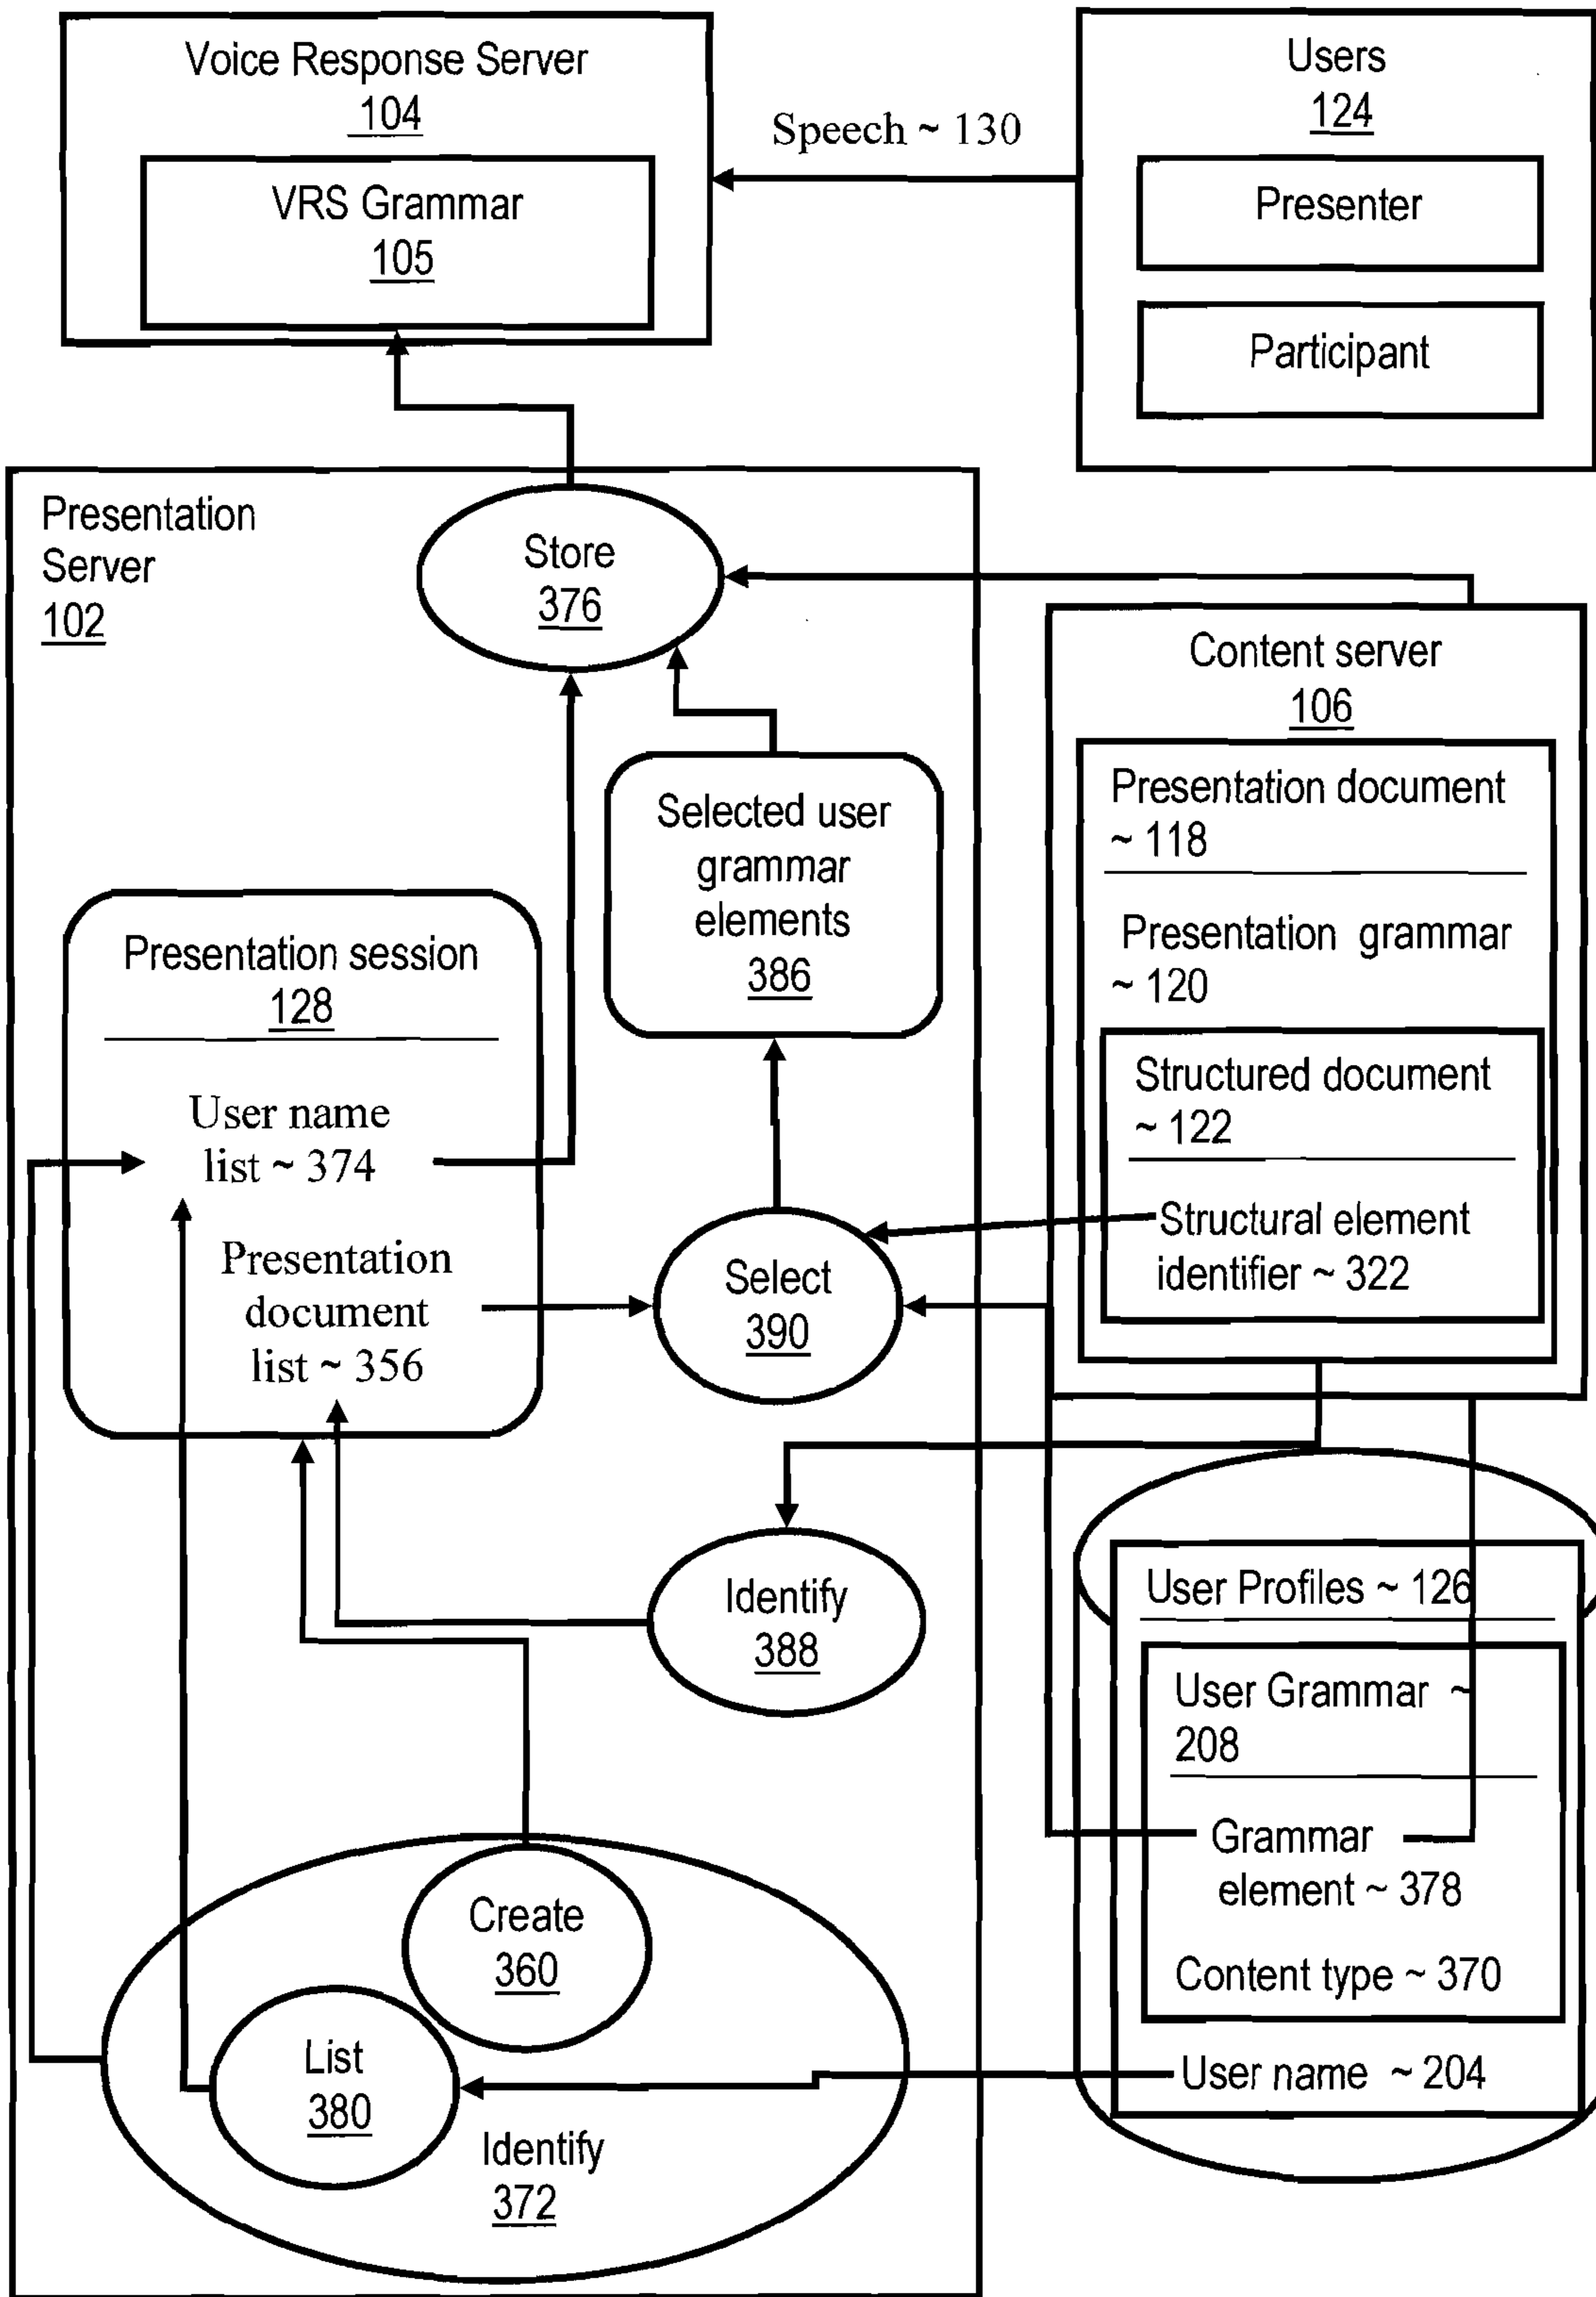 Voice Response Server
104
VRS Grammar
105
Speech ~ 130
Users
124
Presenter
Participant
Presentation
Server
102
Store
376
Selected user
grammar
elements
386
Presentation session
128
User name
list ~ 374
Presentation
document
list ~ 356
Select
390
Identify
388
Create
360
List
380
Identify
372
Content server
106
Presentation document
~ 118
Presentation grammar
~ 120
Structured document
~ 122
Structural element
identifier ~ 322
User Profiles ~ 126
User Grammar ~
208
Grammar
element ~ 378
Content type ~ 370
User name ~ 204